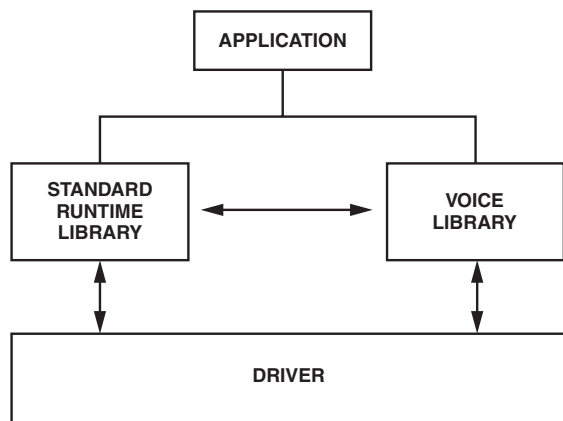 APPLICATION
STANDARD
RUNTIME
LIBRARY
VOICE
LIBRARY
DRIVER